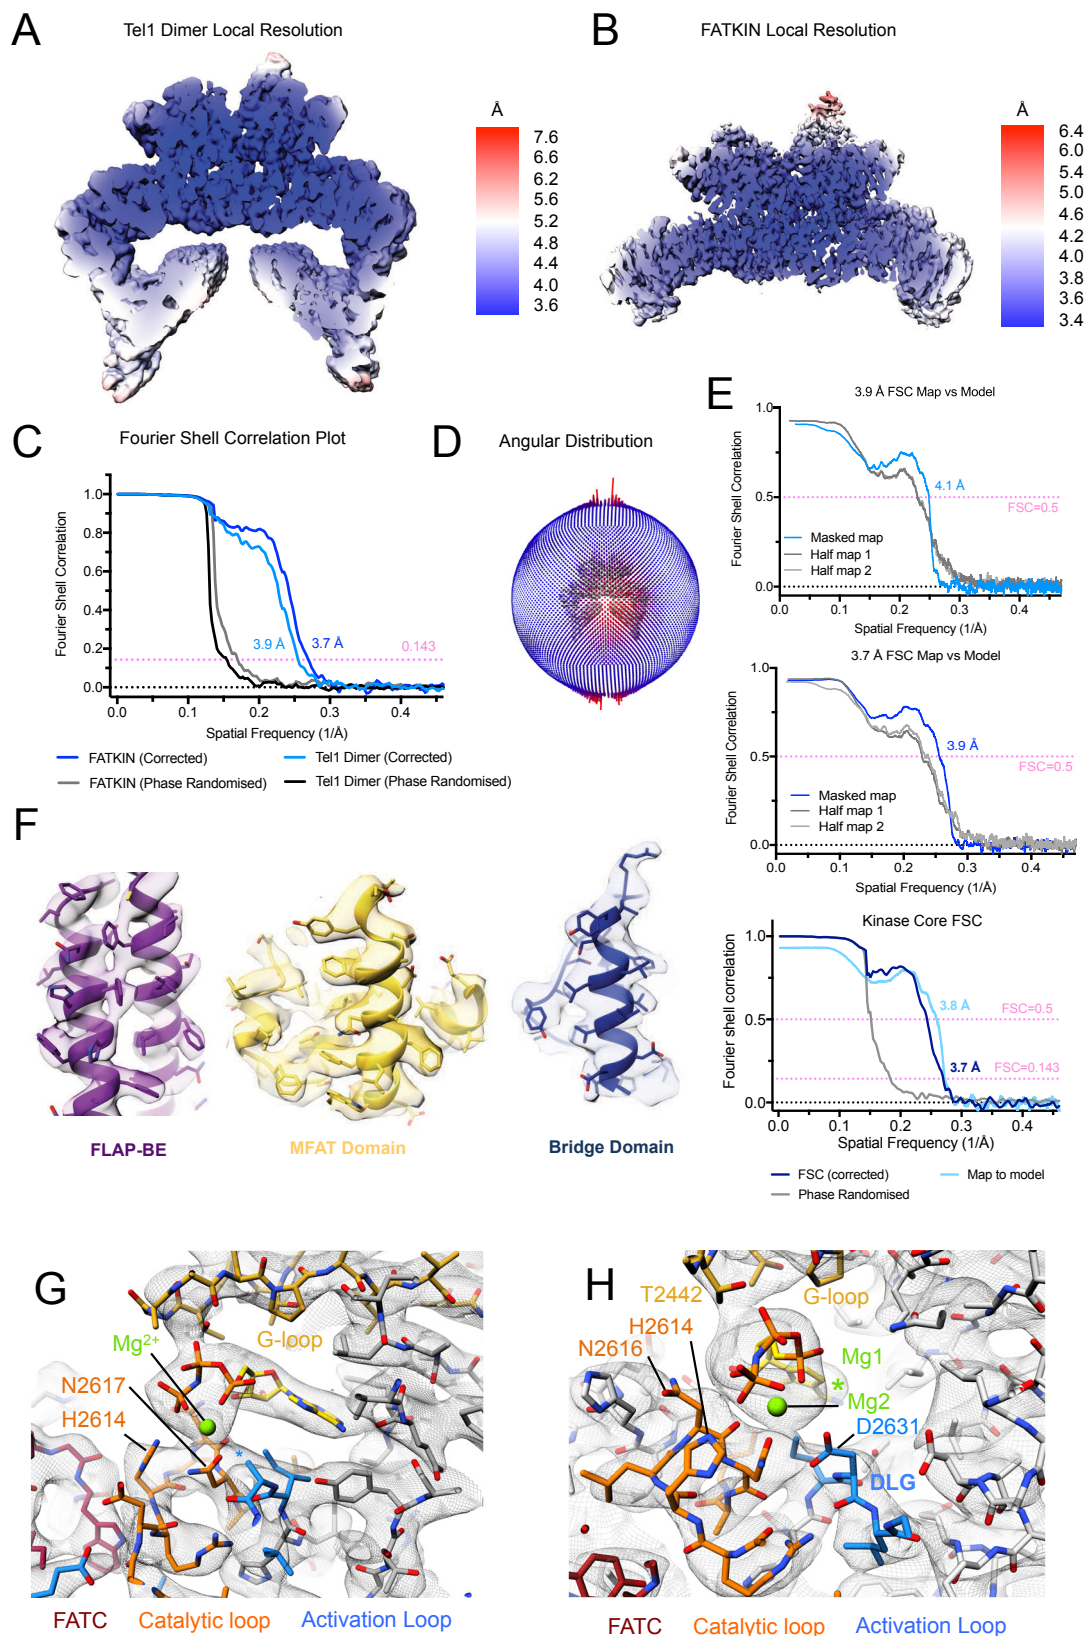 A
Tel1 Dimer Local Resolution
Å
7.6
6.6
6.2
5.6
5.2
4.8
4.4
4.0
3.6
B
FATKIN Local Resolution
Å
6.4
6.0
5.4
5.0
4.6
4.2
3.8
3.6
3.4
C
Fourier Shell Correlation Plot
Fourier Shell Correlation
1.0
0.8
0.6
0.4
0.2
0.0
3.9 Å
3.7 Å
0.143
0.0
0.1
0.2
0.3
0.4
Spatial Frequency (1/Å)
FATKIN (Corrected)
Tel1 Dimer (Corrected)
FATKIN (Phase Randomised)
Tel1 Dimer (Phase Randomised)
D
Angular Distribution
E
3.9 Å FSC Map vs Model
Fourier Shell Correlation
1.0
0.5
0.0
4.1 Å
FSC=0.5
Masked map
Half map 1
Half map 2
0.0
0.1
0.2
0.3
0.4
Spatial Frequency (1/Å)
3.7 Å FSC Map vs Model
Fourier Shell Correlation
1.0
0.5
0.0
3.9 Å
FSC=0.5
Masked map
Half map 1
Half map 2
0.0
0.1
0.2
0.3
0.4
Spatial Frequency (1/Å)
Kinase Core FSC
Fourier shell correlation
1.0
0.5
0.0
3.8 Å
FSC=0.5
3.7 Å
FSC=0.143
0.0
0.1
0.2
0.3
0.4
Spatial Frequency (1/Å)
FSC (corrected)
Map to model
Phase Randomised
F
FLAP-BE
MFAT Domain
Bridge Domain
G
G-loop
Mg²⁺
N2617
H2614
*
FATC
Catalytic loop
Activation Loop
H
T2442
G-loop
H2614
N2616
Mg1
*
Mg2
D2631
DLG
FATC
Catalytic loop
Activation Loop